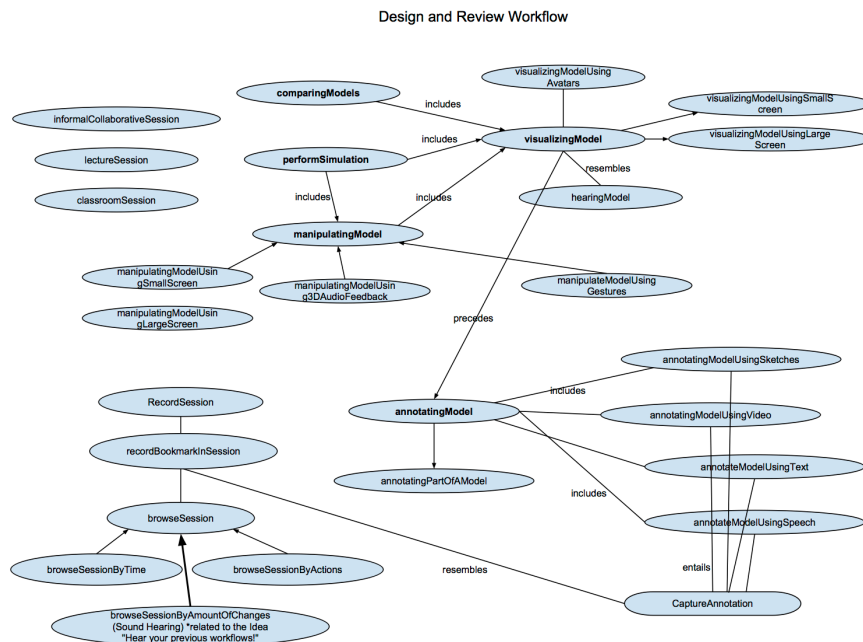 Design and Review Workflow
visualizingModelUsing
Avatars
comparingModels
includes
visualizingModelUsingSmallS
creen
informalCollaborativeSession
includes
visualizingModel
visualizingModelUsingLarge
Screen
lectureSession
performSimulation
resembles
includes
includes
classroomSession
hearingModel
manipulatingModel
manipulatingModelUsin
gSmallScreen
manipulatingModelUsin
g3DAudioFeedback
manipulateModelUsing
Gestures
manipulatingModelUsin
gLargeScreen
precedes
annotatingModelUsingSketches
includes
RecordSession
annotatingModel
annotatingModelUsingVideo
recordBookmarkInSession
annotateModelUsingText
annotatingPartOfAModel
includes
browseSession
annotateModelUsingSpeech
browseSessionByTime
browseSessionByActions
resembles
entails
CaptureAnnotation
browseSessionByAmountOfChanges
(Sound Hearing) *related to the Idea
"Hear your previous workflows!"